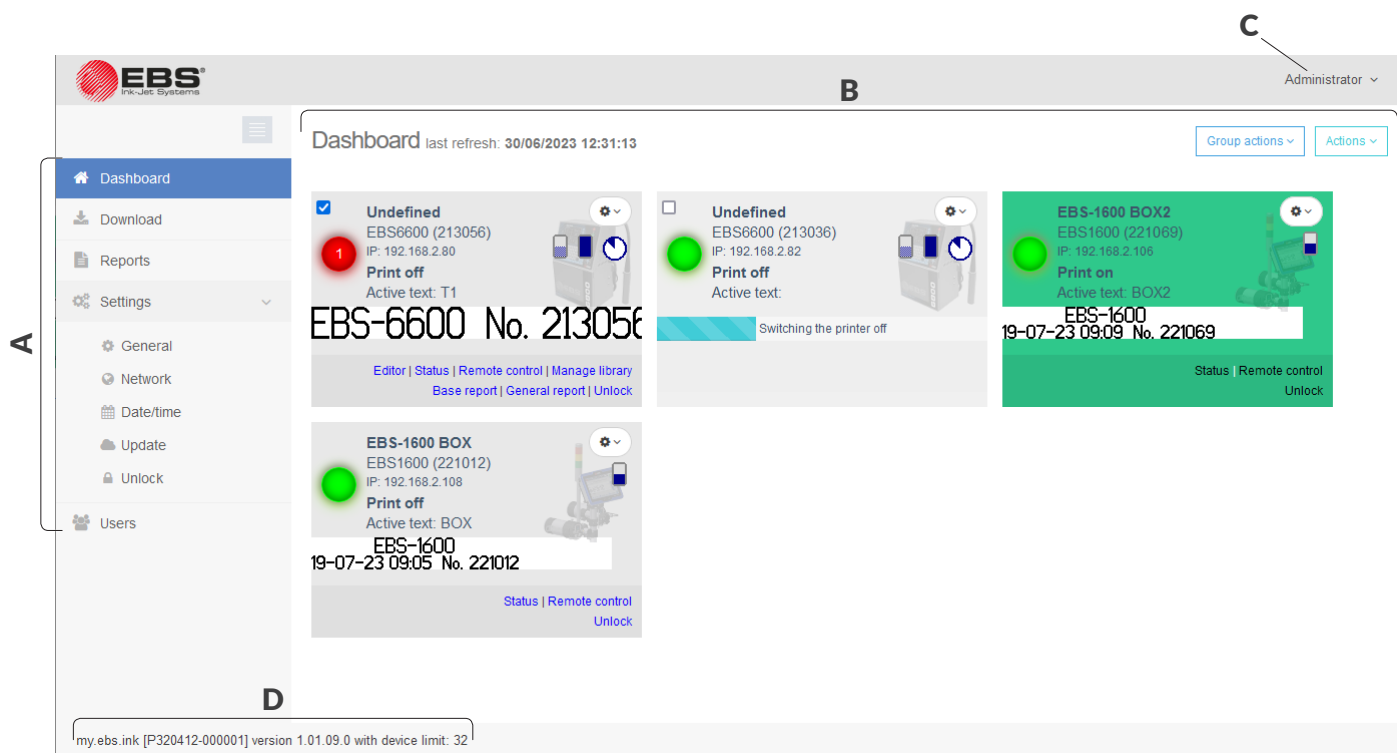 C
EBS®
Ink-Jet Systems
Administrator
B
Dashboard last refresh: 30/06/2023 12:31:13
Group actions
Actions
A
Dashboard
Download
Reports
Settings
General
Network
Date/time
Update
Unlock
Users
Undefined
EBS6600 (213056)
IP: 192.168.2.80
1
Print off
Active text: T1
EBS-6600 No. 213056
Editor | Status | Remote control | Manage library
Base report | General report | Unlock
Undefined
EBS6600 (213036)
IP: 192.168.2.82
Print off
Active text:
Switching the printer off
EBS-1600 BOX2
EBS1600 (221069)
IP: 192.168.2.106
Print on
Active text: BOX2
EBS-1600
19-07-23 09:09 No. 221069
Status | Remote control
Unlock
EBS-1600 BOX
EBS1600 (221012)
IP: 192.168.2.108
Print off
Active text: BOX
EBS-1600
19-07-23 09:05 No. 221012
Status | Remote control
Unlock
D
my.ebs.ink [P320412-000001] version 1.01.09.0 with device limit: 32